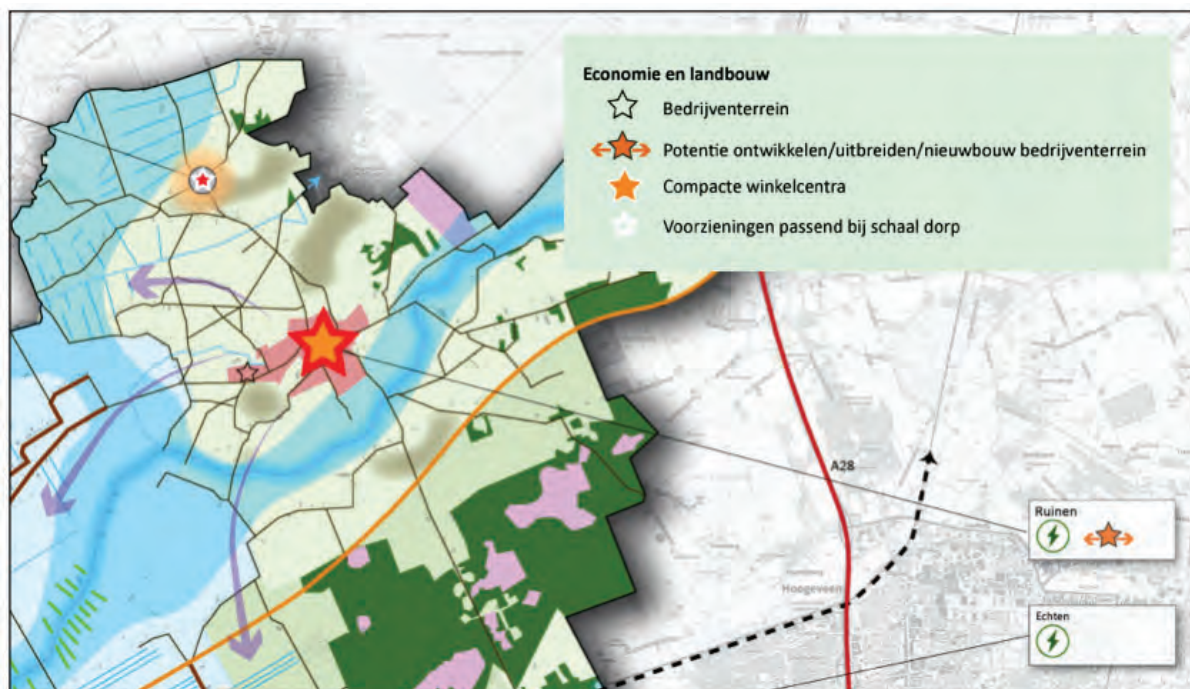 Economie en landbouw
Bedrijventerrein
Potentie ontwikkelen/uitbreiden/nieuwbouw bedrijventerrein
Compacte winkelcentra
Voorzieningen passend bij schaal dorp
A28
Ruinen
Hoogeveen
Echten